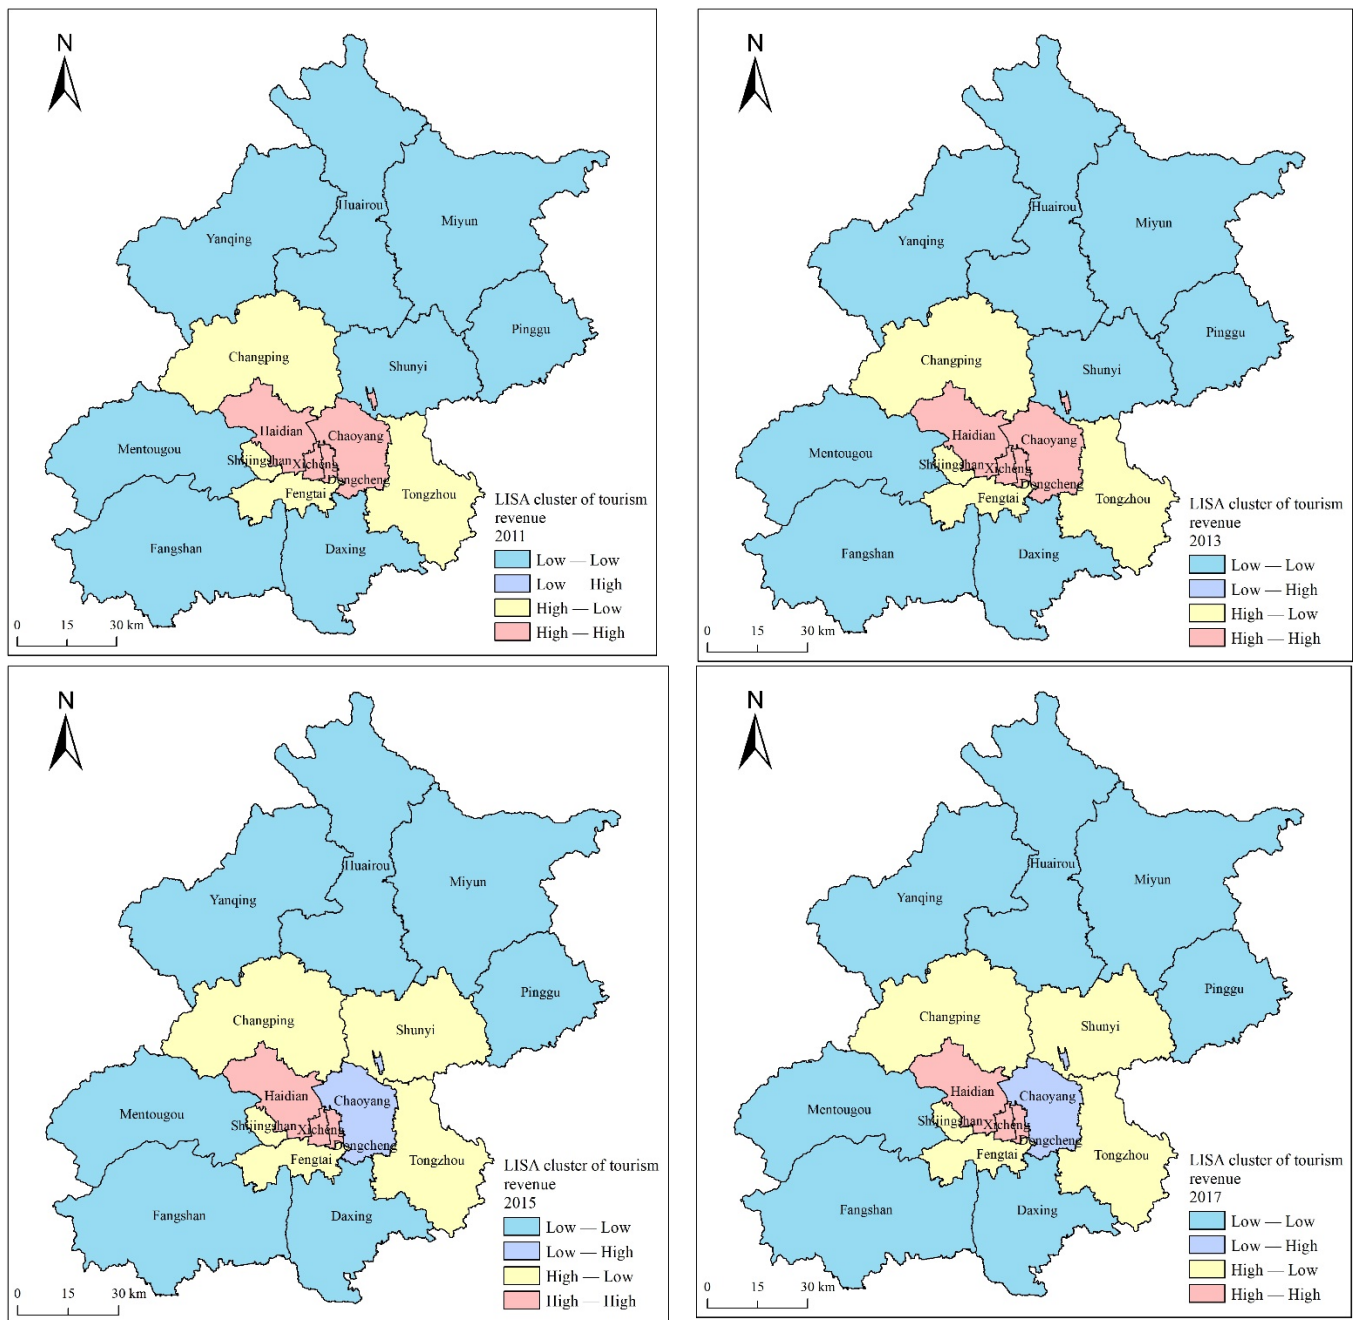 N
Huairou
Miyun
Yanqing
Pinggu
Changping
Shunyi
Haidian
Chaoyang
Mentougou
Shijingshan
Xicheng
Dongcheng
Fengtai
Tongzhou
Fangshan
Daxing
LISA cluster of tourism
revenue
2011
Low — Low
Low   High
High — Low
High — High
0 15 30 km
N
Huairou
Miyun
Yanqing
Pinggu
Changping
Shunyi
Haidian
Chaoyang
Mentougou
Shijingshan
Xicheng
Dongcheng
Fengtai
Tongzhou
Fangshan
Daxing
LISA cluster of tourism
revenue
2013
Low — Low
Low — High
High — Low
High — High
0 15 30 km
N
Huairou
Miyun
Yanqing
Pinggu
Changping
Shunyi
Haidian
Chaoyang
Mentougou
Shijingshan
Xicheng
Dongcheng
Fengtai
Tongzhou
Fangshan
Daxing
LISA cluster of tourism
revenue
2015
Low — Low
Low — High
High — Low
High — High
0 15 30 km
N
Huairou
Miyun
Yanqing
Pinggu
Changping
Shunyi
Haidian
Chaoyang
Mentougou
Shijingshan
Xicheng
Dongcheng
Fengtai
Tongzhou
Fangshan
Daxing
LISA cluster of tourism
revenue
2017
Low — Low
Low — High
High — Low
High — High
0 15 30 km